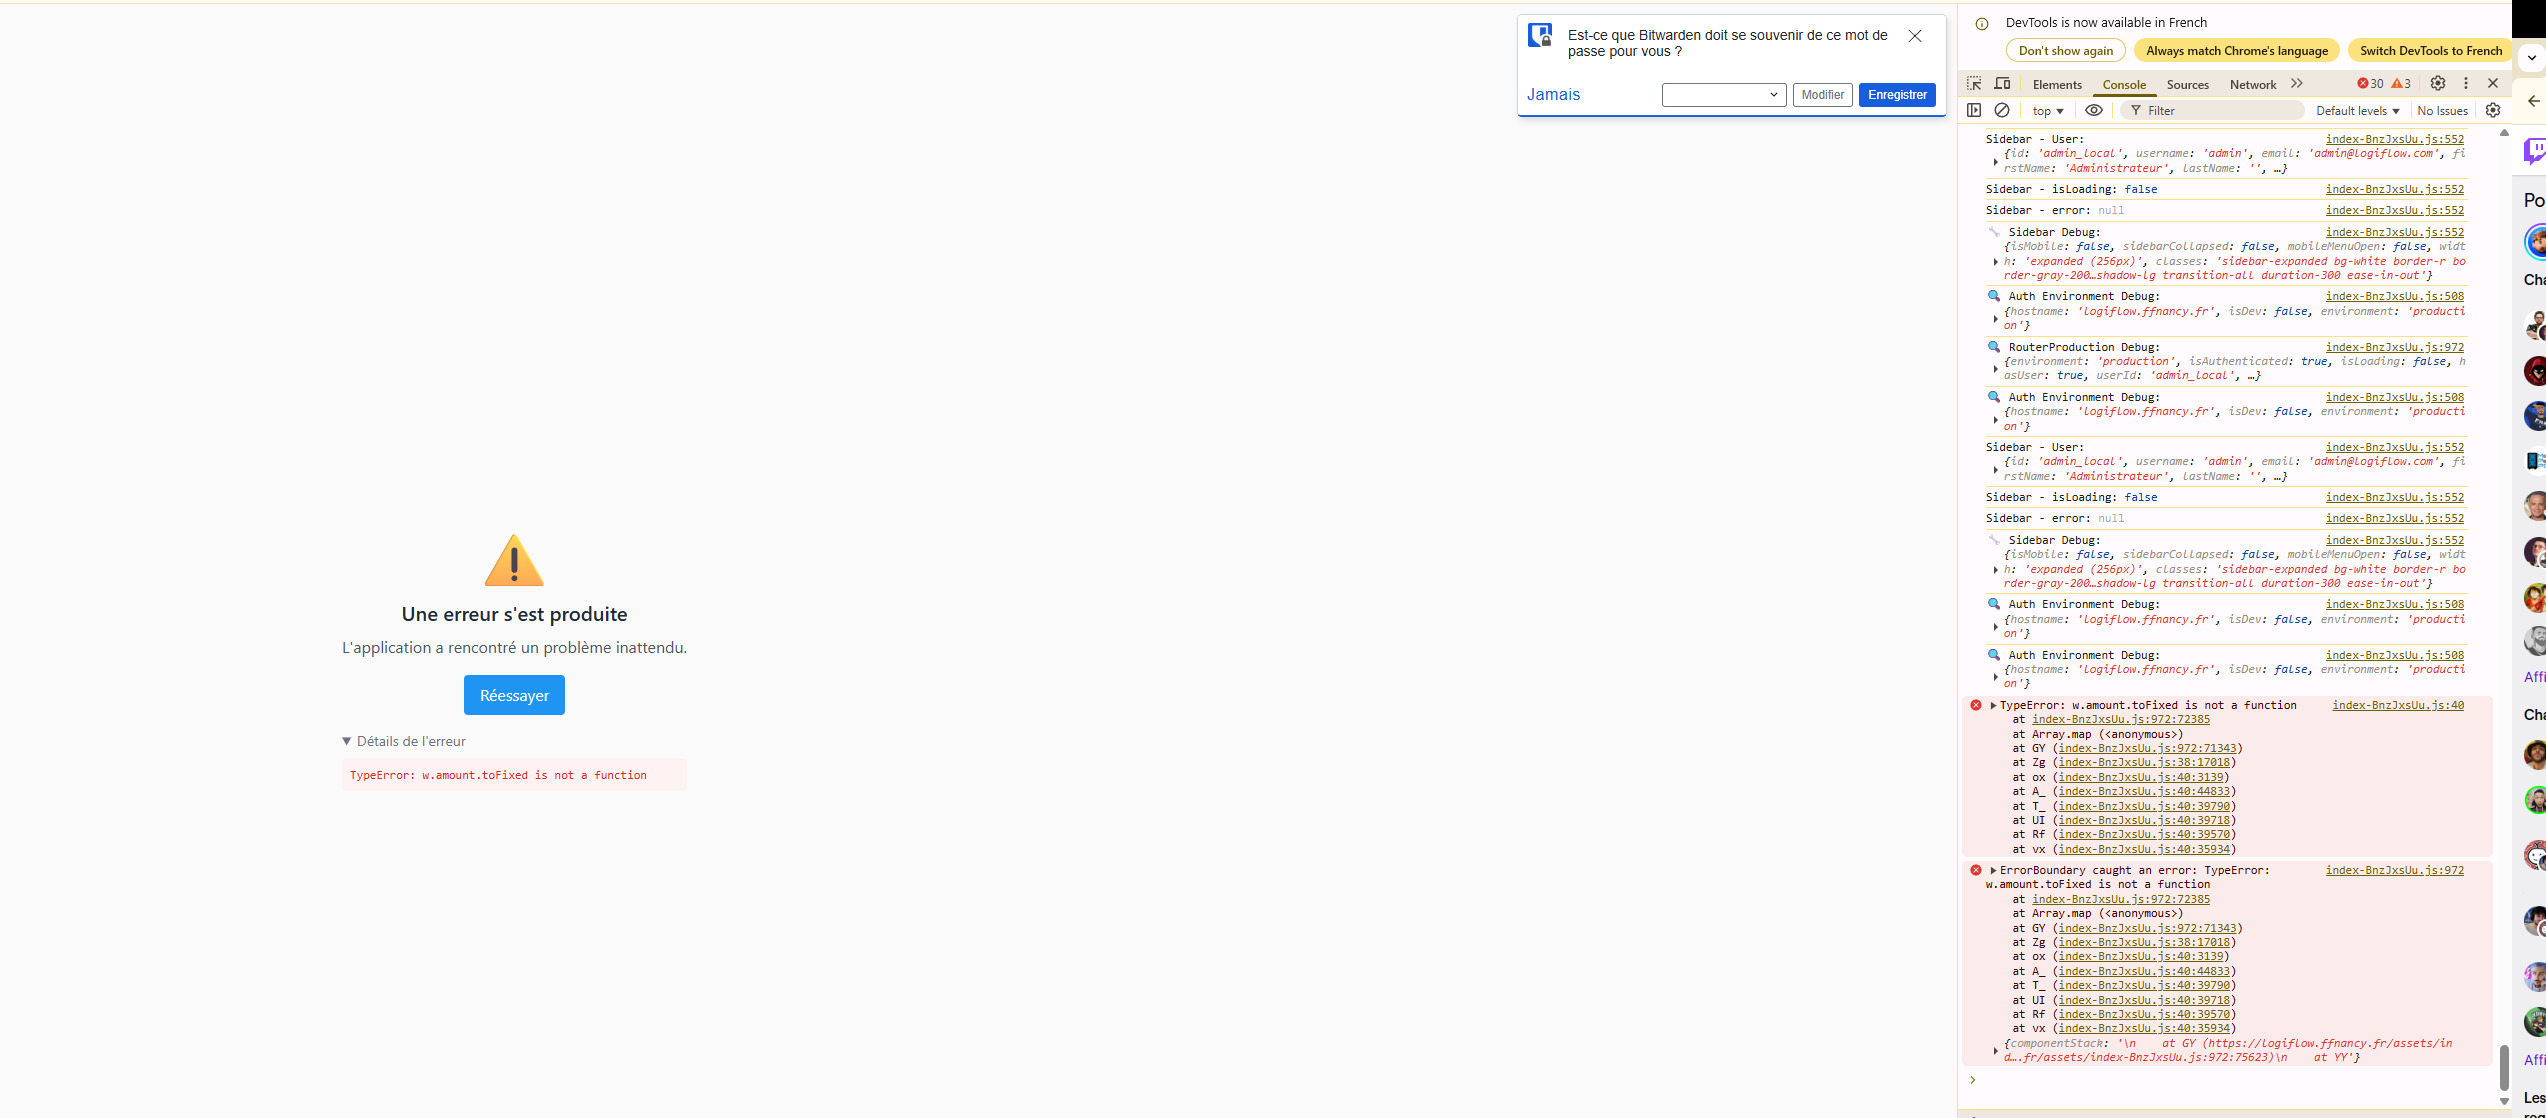 Est-ce que Bitwarden doit se souvenir de ce mot de
passe pour vous ?
Jamais
Modifier
Enregistrer
Une erreur s'est produite
L'application a rencontré un problème inattendu.
Réessayer
▼ Détails de l'erreur
TypeError: w.amount.toFixed is not a function
DevTools is now available in French
Don't show again
Always match Chrome's language
Switch DevTools to French
Elements Console Sources Network 30 3
top Filter Default levels No Issues
Sidebar - User: index-BnzJxsUu.js:552
{id: 'admin_local', username: 'admin', email: 'admin@logiflow.com', fi
rstName: 'Administrateur', lastName: '', …}
Sidebar - isLoading: false index-BnzJxsUu.js:552
Sidebar - error: null index-BnzJxsUu.js:552
Sidebar Debug: index-BnzJxsUu.js:552
{isMobile: false, sidebarCollapsed: false, mobileMenuOpen: false, widt
h: 'expanded (256px)', classes: 'sidebar-expanded bg-white border-r bo
rder-gray-200…shadow-lg transition-all duration-300 ease-in-out'}
Auth Environment Debug: index-BnzJxsUu.js:508
{hostname: 'logiflow.ffnancy.fr', isDev: false, environment: 'producti
on'}
RouterProduction Debug: index-BnzJxsUu.js:972
{environment: 'production', isAuthenticated: true, isLoading: false, h
asUser: true, userId: 'admin_local', …}
Auth Environment Debug: index-BnzJxsUu.js:508
{hostname: 'logiflow.ffnancy.fr', isDev: false, environment: 'producti
on'}
Sidebar - User: index-BnzJxsUu.js:552
{id: 'admin_local', username: 'admin', email: 'admin@logiflow.com', fi
rstName: 'Administrateur', lastName: '', …}
Sidebar - isLoading: false index-BnzJxsUu.js:552
Sidebar - error: null index-BnzJxsUu.js:552
Sidebar Debug: index-BnzJxsUu.js:552
{isMobile: false, sidebarCollapsed: false, mobileMenuOpen: false, widt
h: 'expanded (256px)', classes: 'sidebar-expanded bg-white border-r bo
rder-gray-200…shadow-lg transition-all duration-300 ease-in-out'}
Auth Environment Debug: index-BnzJxsUu.js:508
{hostname: 'logiflow.ffnancy.fr', isDev: false, environment: 'producti
on'}
Auth Environment Debug: index-BnzJxsUu.js:508
{hostname: 'logiflow.ffnancy.fr', isDev: false, environment: 'producti
on'}
TypeError: w.amount.toFixed is not a function index-BnzJxsUu.js:40
at index-BnzJxsUu.js:972:72385
at Array.map (<anonymous>)
at GY (index-BnzJxsUu.js:972:71343)
at Zg (index-BnzJxsUu.js:38:17018)
at ox (index-BnzJxsUu.js:40:3139)
at A_ (index-BnzJxsUu.js:40:44833)
at T_ (index-BnzJxsUu.js:40:39790)
at UI (index-BnzJxsUu.js:40:39718)
at Rf (index-BnzJxsUu.js:40:39570)
at vx (index-BnzJxsUu.js:40:35934)
ErrorBoundary caught an error: TypeError: index-BnzJxsUu.js:972
w.amount.toFixed is not a function
at index-BnzJxsUu.js:972:72385
at Array.map (<anonymous>)
at GY (index-BnzJxsUu.js:972:71343)
at Zg (index-BnzJxsUu.js:38:17018)
at ox (index-BnzJxsUu.js:40:3139)
at A_ (index-BnzJxsUu.js:40:44833)
at T_ (index-BnzJxsUu.js:40:39790)
at UI (index-BnzJxsUu.js:40:39718)
at Rf (index-BnzJxsUu.js:40:39570)
at vx (index-BnzJxsUu.js:40:35934)
{componentStack: '\n    at GY (https://logiflow.ffnancy.fr/assets/in
d….fr/assets/index-BnzJxsUu.js:972:75623)\n    at YY'}
Po
Cha
Affi
Cha
Affi
Les